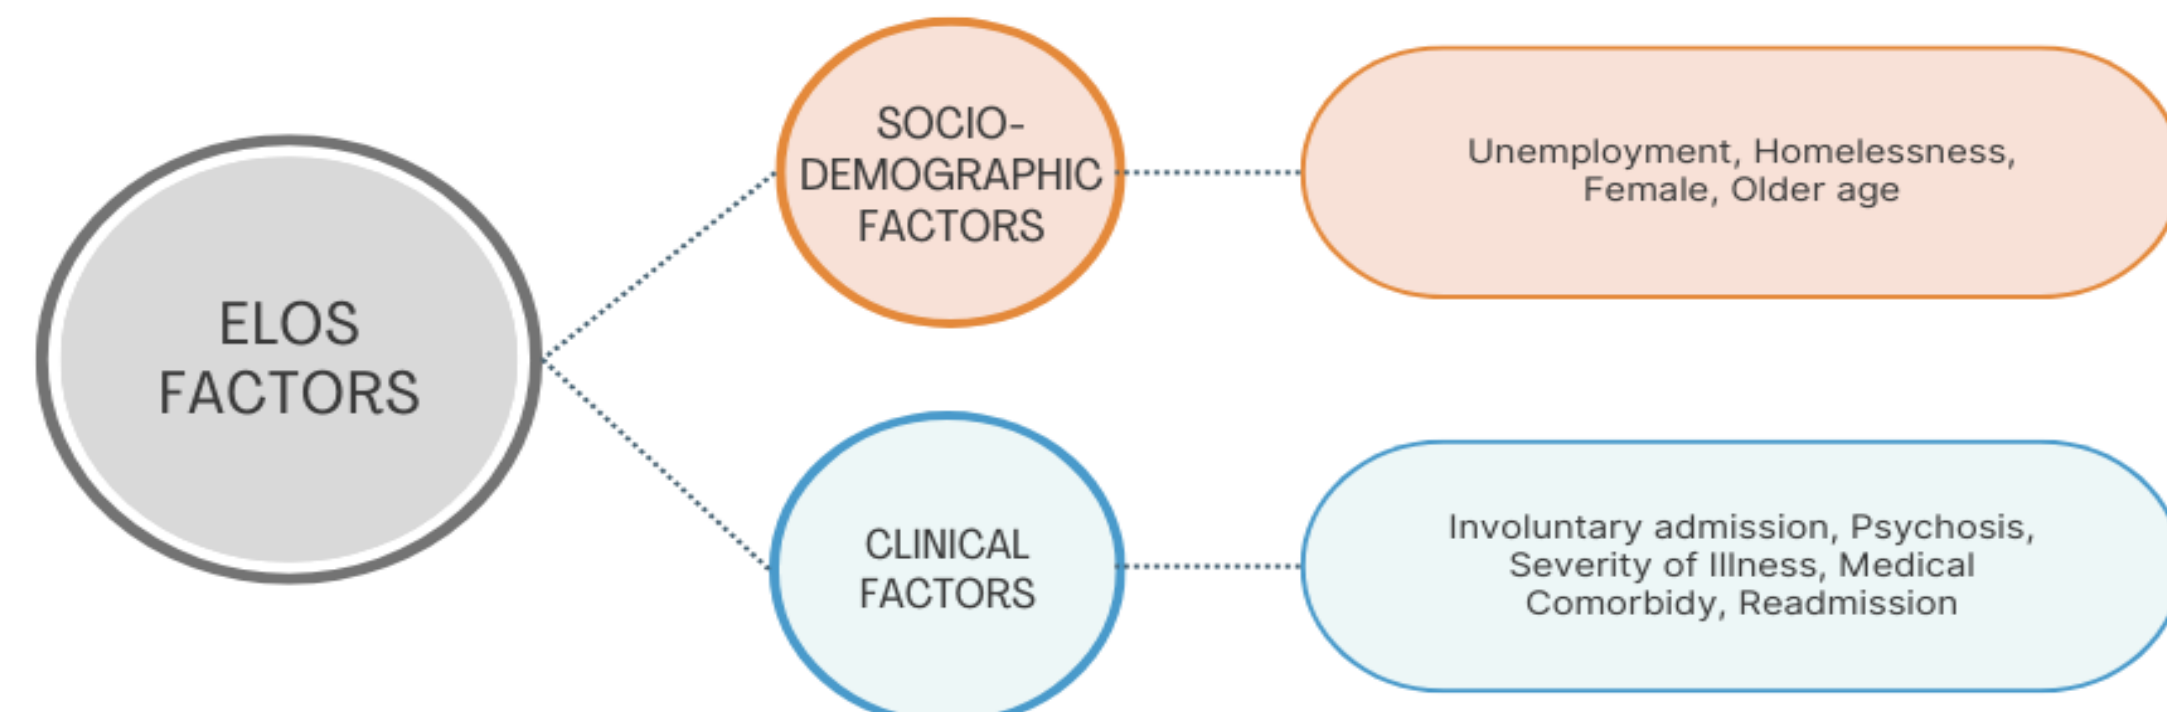 ELOS
FACTORS
SOCIO-
DEMOGRAPHIC
FACTORS
Unemployment, Homelessness,
Female, Older age
CLINICAL
FACTORS
Involuntary admission, Psychosis,
Severity of Illness, Medical
Comorbidy, Readmission